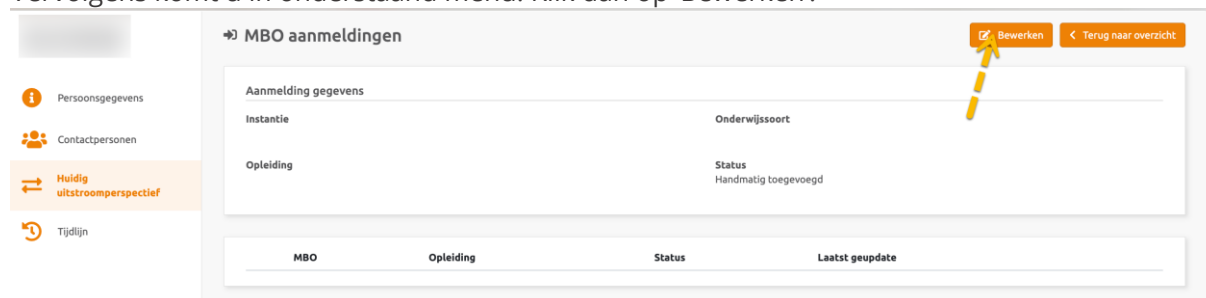 MBO aanmeldingen
Bewerken
Terug naar overzicht
Persoonsgegevens
Contactpersonen
Huidig
uitstroomperspectief
Tijdlijn
Aanmelding gegevens
Instantie
Onderwijssoort
Opleiding
Status
Handmatig toegevoegd
MBO Opleiding Status Laatst geupdate